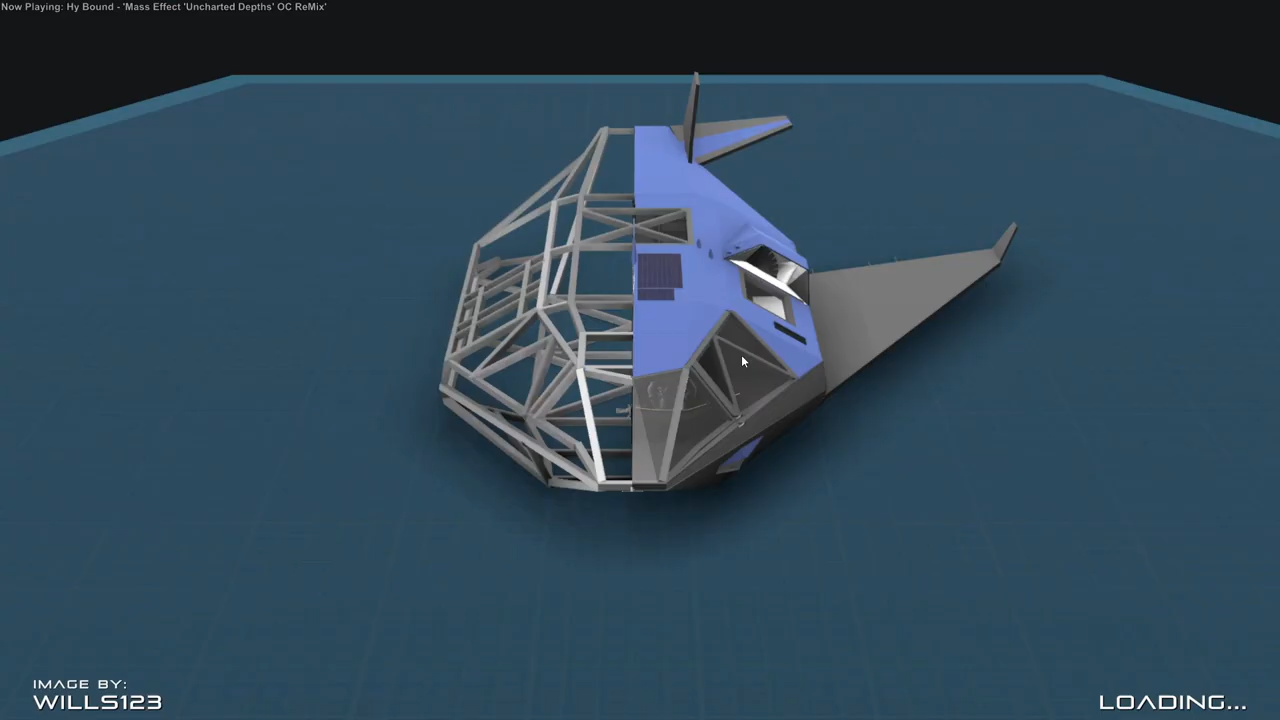 Now Playing: Hy Bound - 'Mass Effect 'Uncharted Depths' OC ReMix'
IMAGE BY:
WILLS123
LOADING...